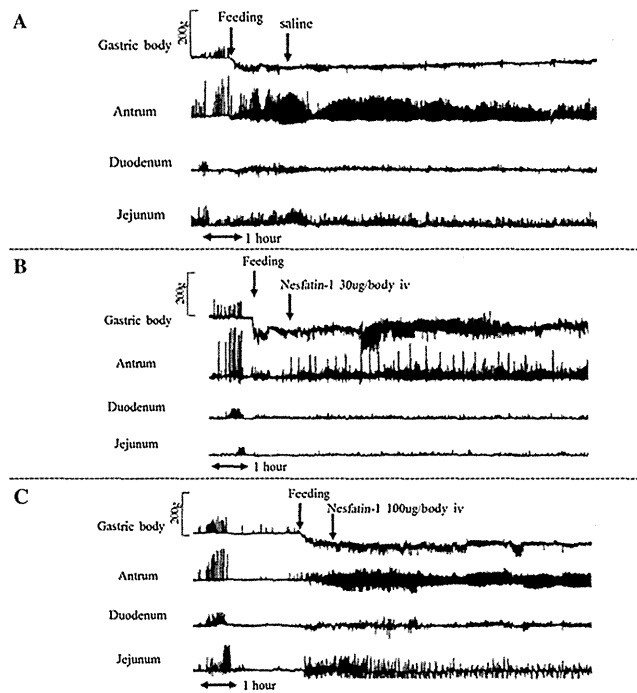 A
Feeding
saline
200g
Gastric body
Antrum
Duodenum
Jejunum
1 hour
B
Feeding
200g
Nesfatin-1 30ug/body iv
Gastric body
Antrum
Duodenum
Jejunum
1 hour
C
Feeding
200g
Nesfatin-1 100ug/body iv
Gastric body
Antrum
Duodenum
Jejunum
1 hour